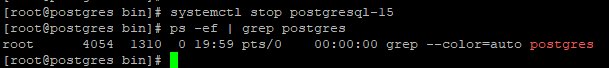 [root@postgres bin]# systemctl stop postgresql-15
[root@postgres bin]# ps -ef | grep postgres
root      4054  1310  0 19:59 pts/0    00:00:00 grep --color=auto postgres
[root@postgres bin]#